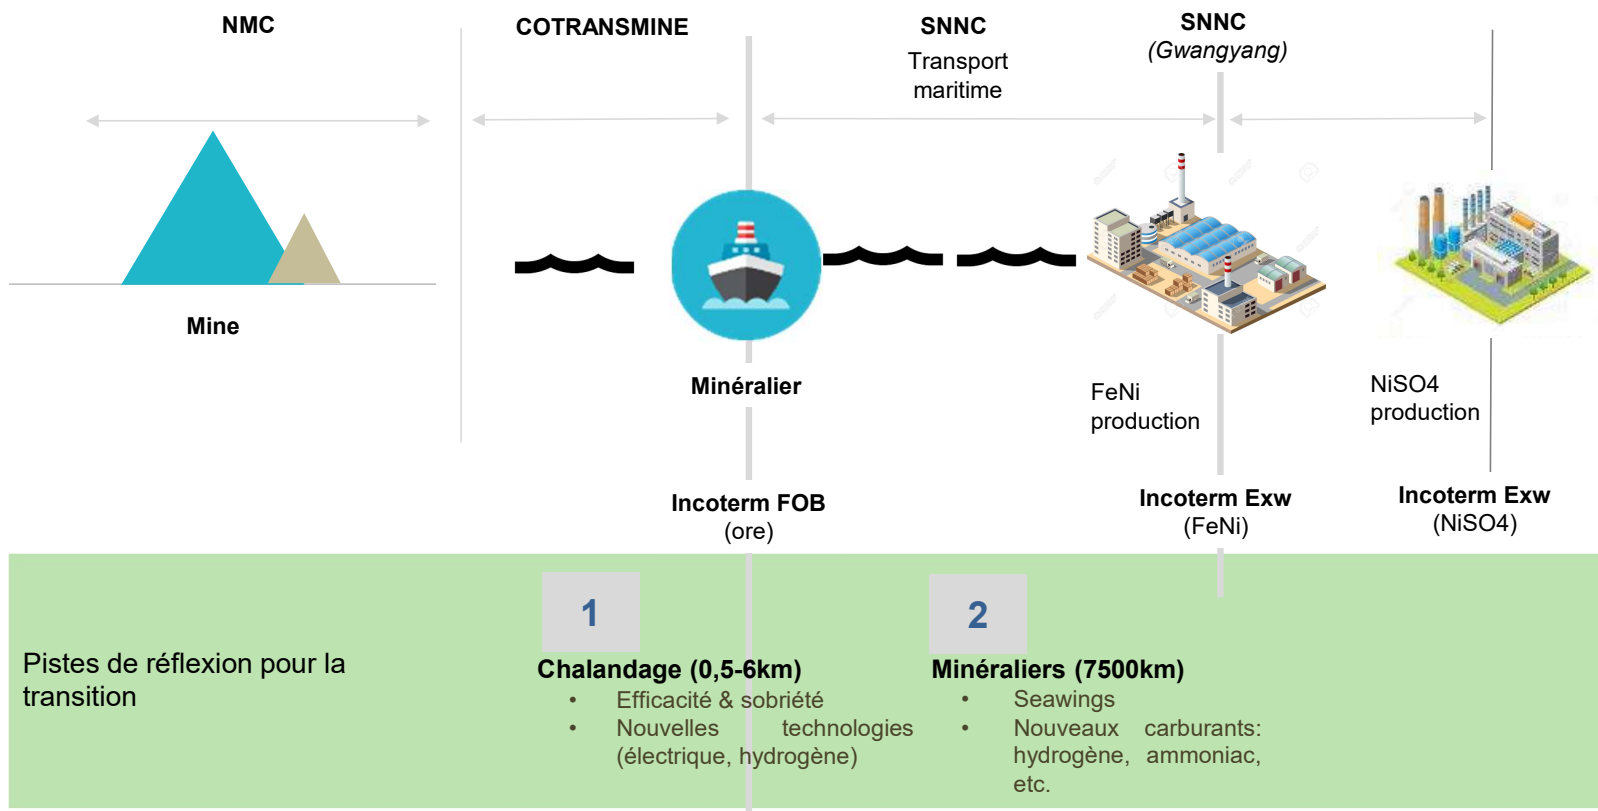 NMC
COTRANSMINE
SNNC
Transport
maritime
SNNC
(Gwangyang)
Mine
Minéralier
FeNi
production
NiSO4
production
Incoterm FOB
(ore)
Incoterm Exw
(FeNi)
Incoterm Exw
(NiSO4)
Pistes de réflexion pour la
transition
1
Chalandage (0,5-6km)
• Efficacité & sobriété
• Nouvelles technologies
(électrique, hydrogène)
2
Minéraliers (7500km)
• Seawings
• Nouveaux carburants:
hydrogène, ammoniac,
etc.